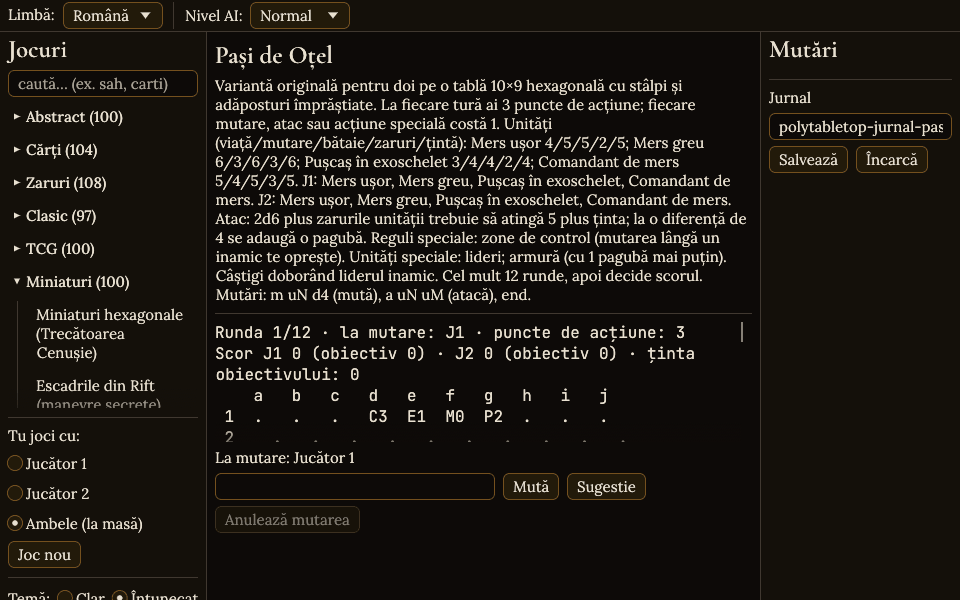 Limbă: Română ▼ Nivel AI: Normal ▼
Jocuri
caută... (ex. sah, carti)
▸ Abstract (100)
▸ Cărți (104)
▸ Zaruri (108)
▸ Clasic (97)
▸ TCG (100)
▾ Miniaturi (100)
Miniaturi hexagonale
(Trecătoarea
Cenușie)
Escadrile din Rift
(manevre secrete)
Tu joci cu:
Jucător 1
Jucător 2
Ambele (la masă)
Joc nou
Temă: Clar Întunecat
Pași de Oțel
Variantă originală pentru doi pe o tablă 10×9 hexagonală cu stâlpi și
adăposturi împrăștiate. La fiecare tură ai 3 puncte de acțiune; fiecare
mutare, atac sau acțiune specială costă 1. Unități
(viață/mutare/bătaie/zaruri/țintă): Mers ușor 4/5/5/2/5; Mers greu
6/3/6/3/6; Pușcaș în exoschelet 3/4/4/2/4; Comandant de mers
5/4/5/3/5. J1: Mers ușor, Mers greu, Pușcaș în exoschelet, Comandant de
mers. J2: Mers ușor, Mers greu, Pușcaș în exoschelet, Comandant de mers.
Atac: 2d6 plus zarurile unității trebuie să atingă 5 plus ținta; la o diferență de
4 se adaugă o pagubă. Reguli speciale: zone de control (mutarea lângă un
inamic te oprește). Unități speciale: lideri; armură (cu 1 pagubă mai puțin).
Câștigi doborând liderul inamic. Cel mult 12 runde, apoi decide scorul.
Mutări: m uN d4 (mută), a uN uM (atacă), end.
Runda 1/12 · la mutare: J1 · puncte de acțiune: 3
Scor J1 0 (obiectiv 0) · J2 0 (obiectiv 0) · ținta
obiectivului: 0
a b c d e f g h i j
1 . . . C3 E1 M0 P2 . . .
2 . . . . . . . . . .
La mutare: Jucător 1
Mută Sugestie
Anulează mutarea
Mutări
Jurnal
polytabletop-jurnal-pas
Salvează Încarcă